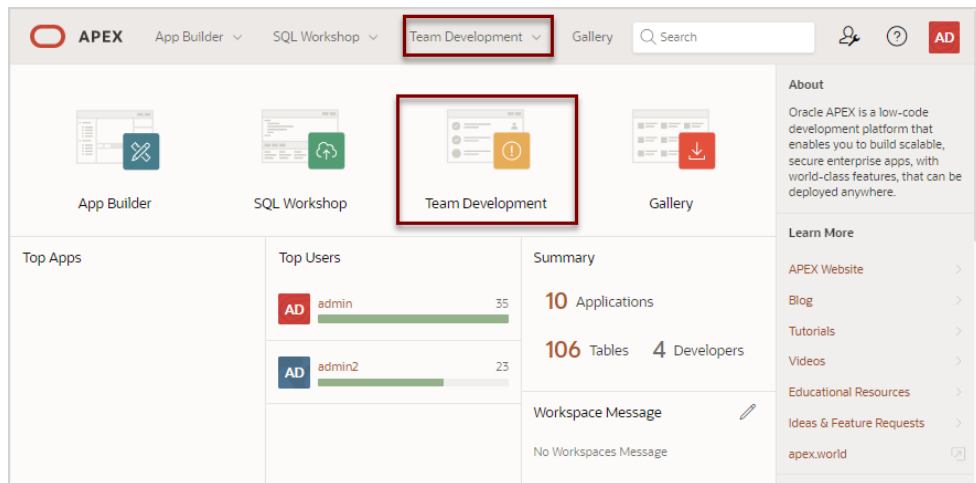 APEX App Builder SQL Workshop Team Development Gallery Search AD
App Builder
SQL Workshop
Team Development
Gallery
Top Apps
Top Users
AD admin 35
AD admin2 23
Summary
10 Applications
106 Tables 4 Developers
Workspace Message
No Workspaces Message
About
Oracle APEX is a low-code
development platform that
enables you to build scalable,
secure enterprise apps, with
world-class features, that can be
deployed anywhere.
Learn More
APEX Website
Blog
Tutorials
Videos
Educational Resources
Ideas & Feature Requests
apex.world